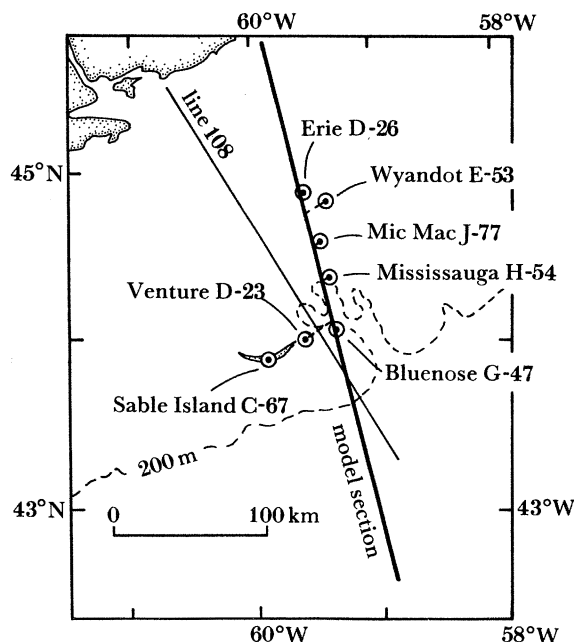 60°W 58°W
line 108
Erie D-26
45°N
Wyandot E-53
Mic Mac J-77
Mississauga H-54
Venture D-23
Bluenose G-47
Sable Island C-67
200 m
model section
43°N 43°W
0 100 km
60°W 58°W